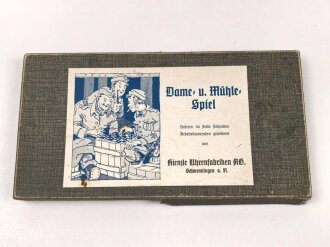 Dame- u. Mühle-
Spiel
Unseren im Felde stehenden
Arbeitskameraden gewidmet
von
Kienzle Uhrenfabriken AG.
Schwenningen a. N.